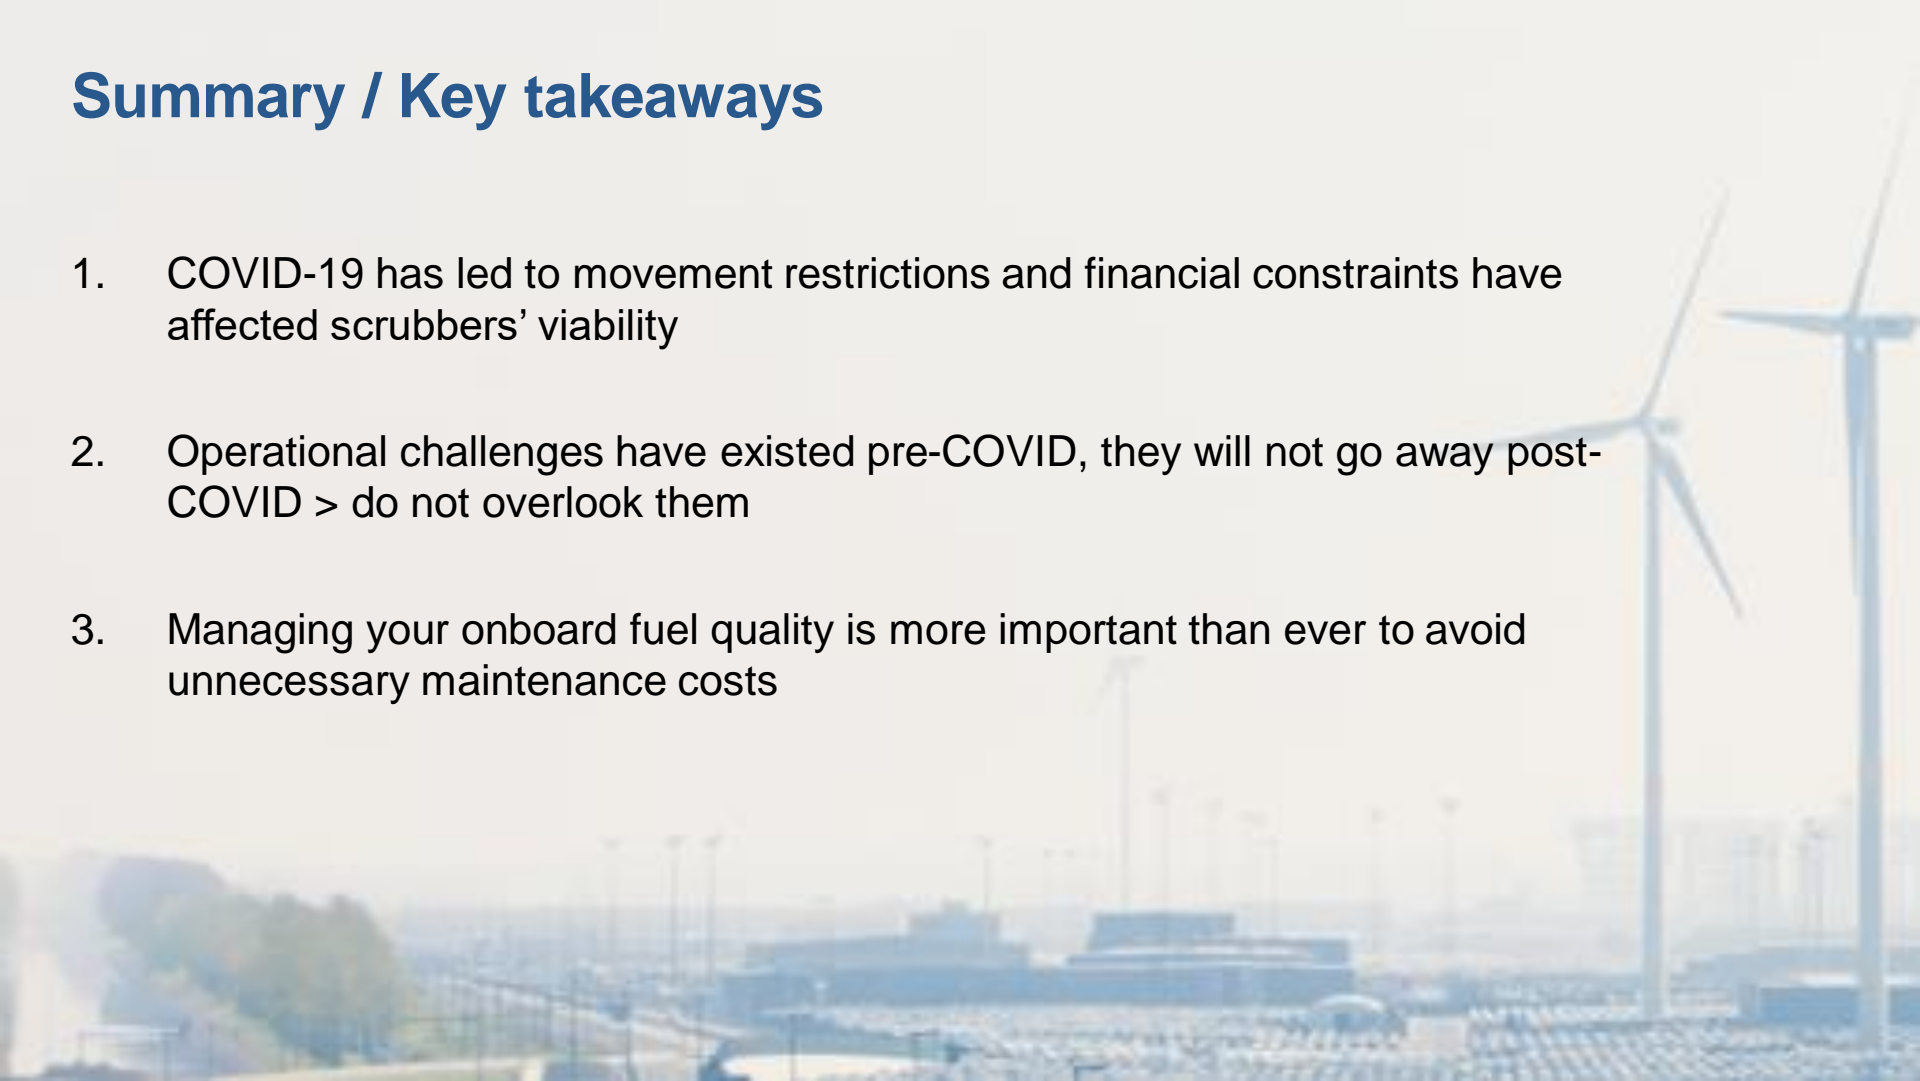 Summary / Key takeaways
1. COVID-19 has led to movement restrictions and financial constraints have
affected scrubbers’ viability
2. Operational challenges have existed pre-COVID, they will not go away post-
COVID > do not overlook them
3. Managing your onboard fuel quality is more important than ever to avoid
unnecessary maintenance costs